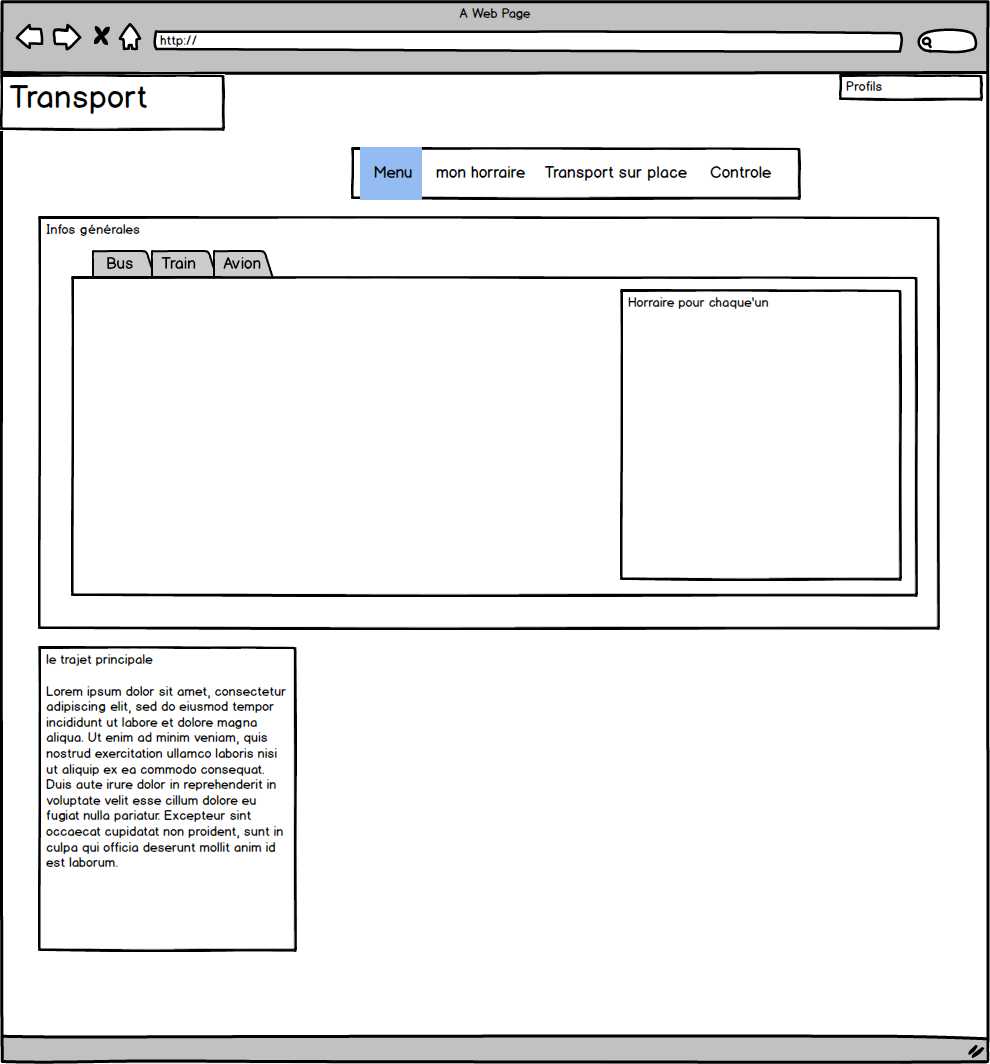 A Web Page
http://
Transport
Profils
Menu mon horraire Transport sur place Controle
Infos générales
Bus Train Avion
Horraire pour chaque'un
le trajet principale
Lorem ipsum dolor sit amet, consectetur
adipiscing elit, sed do eiusmod tempor
incididunt ut labore et dolore magna
aliqua. Ut enim ad minim veniam, quis
nostrud exercitation ullamco laboris nisi
ut aliquip ex ea commodo consequat.
Duis aute irure dolor in reprehenderit in
voluptate velit esse cillum dolore eu
fugiat nulla pariatur. Excepteur sint
occaecat cupidatat non proident, sunt in
culpa qui officia deserunt mollit anim id
est laborum.